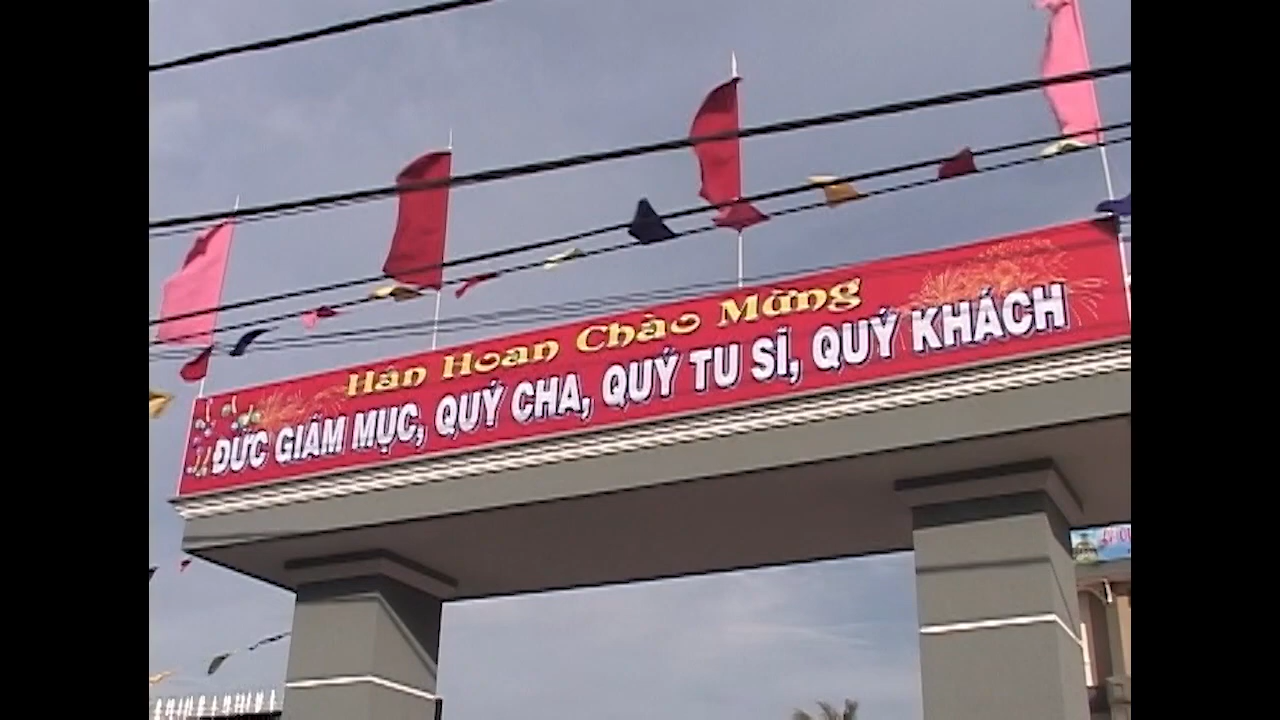 Hân Hoan Chào Mừng
ĐỨC GIÁM MỤC, QUÝ CHA, QUÝ TU SĨ, QUÝ KHÁCH